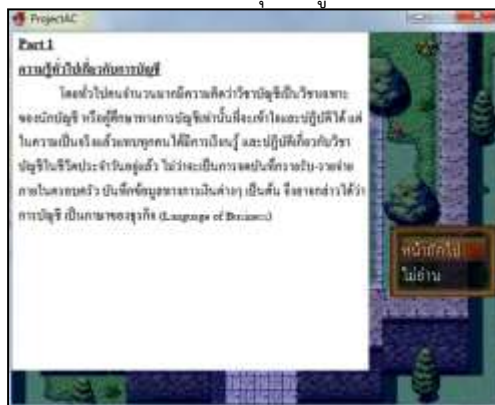 ProjectAC
Part 1
ความรู้ทั่วไปเกี่ยวกับการบัญชี
โดยทั่วไปคนจำนวนมากมีความคิดว่าวิชาบัญชีเป็นวิชาเฉพาะ
ของนักบัญชี หรือผู้ศึกษาทางการบัญชีเท่านั้นที่จะเข้าใจและปฏิบัติได้ แต่
ในความเป็นจริงแล้วแทบทุกคนได้มีการเรียนรู้ และปฏิบัติเกี่ยวกับวิชา
บัญชีในชีวิตประจำวันอยู่แล้ว ไม่ว่าจะเป็นการจดบันทึกรายรับ-รายจ่าย
ภายในครอบครัว บันทึกข้อมูลทางการเงินต่างๆ เป็นต้น จึงอาจกล่าวได้ว่า
การบัญชี เป็นภาษาของธุรกิจ (Language of Business)
หน้าถัดไป
ไม่อ่าน